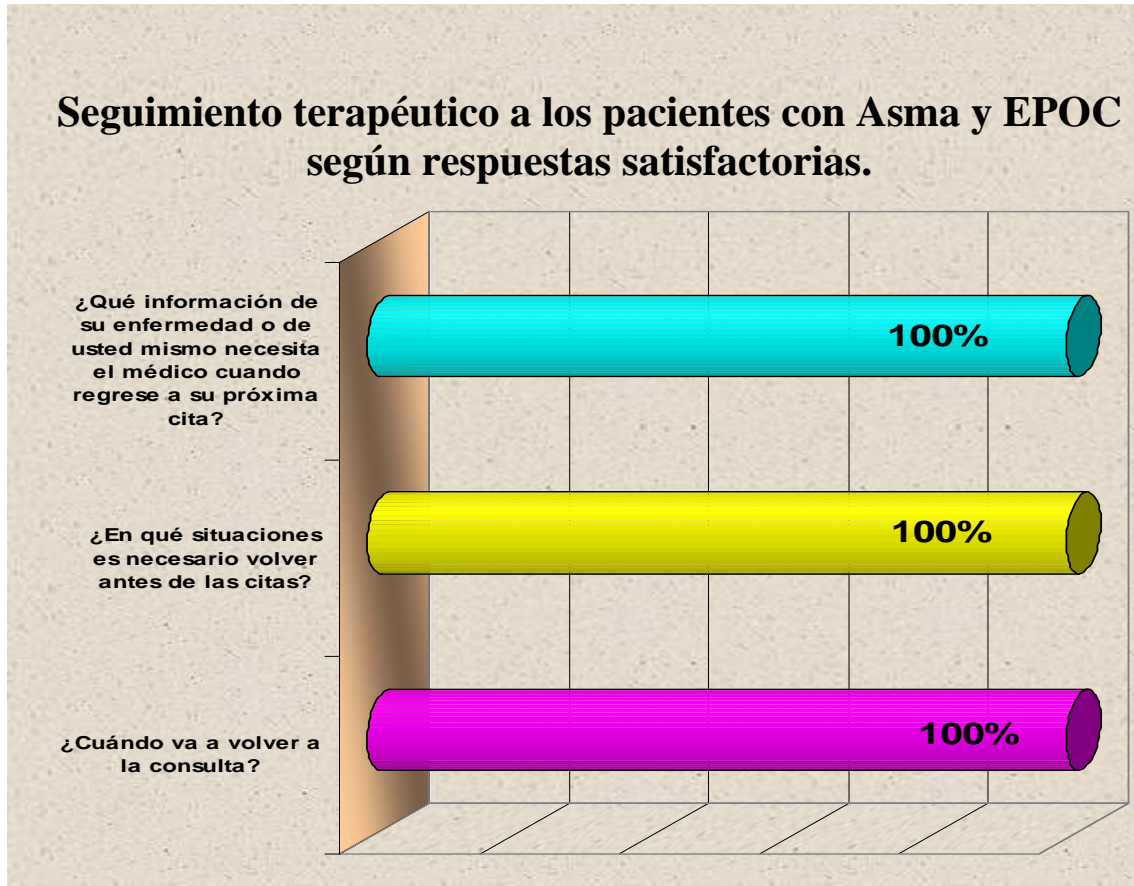 Seguimiento terapéutico a los pacientes con Asma y EPOC
según respuestas satisfactorias.
¿Qué información de
su enfermedad o de
usted mismo necesita
el médico cuando
regrese a su próxima
cita?
100%
¿En qué situaciones
es necesario volver
antes de las citas?
100%
¿Cuándo va a volver a
la consulta?
100%